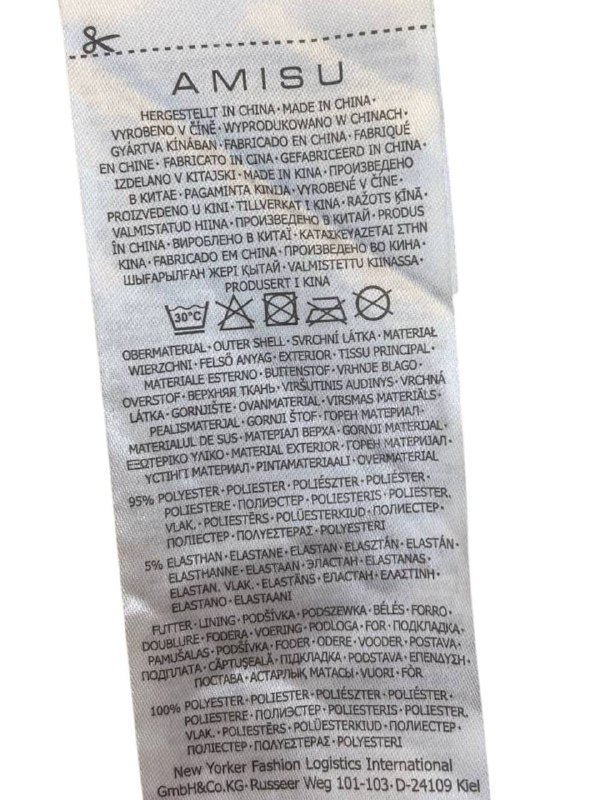 AMISU
HERGESTELLT IN CHINA · MADE IN CHINA ·
VYROBENO V ČÍNĚ · WYPRODUKOWANO W CHINACH ·
GYÁRTVA KÍNÁBAN · FABRICADO EN CHINA · FABRIQUÉ
EN CHINE · FABRICATO IN CINA · GEFABRICEERD IN CHINA ·
IZDELANO V KITAJSKI · MADE IN KINA · ПРОИЗВЕДЕНО
В КИТАЕ · PAGAMINTA KINIJA · VYROBENÉ V ČÍNE ·
PROIZVEDENO U KINI · TILLVERKAT I KINA · RAŽOTS ĶĪNĀ ·
VALMISTATUD HIINA · ПРОИЗВЕДЕНО В КИТАЙ · PRODUS
ÎN CHINA · ВИРОБЛЕНО В КИТАЇ · ΚΑΤΑΣΚΕΥΑΖΕΤΑΙ ΣΤΗΝ
ΚΙΝΑ · FABRICADO EM CHINA · ПРОИЗВЕДЕНО ВО КИНА ·
ШЫҒАРЫЛҒАН ЖЕРІ ҚЫТАЙ · VALMISTETTU KIINASSA ·
PRODUSERT I KINA
30°C
OBERMATERIAL · OUTER SHELL · SVRCHNÍ LÁTKA · MATERIAŁ
WIERZCHNI · FELSŐ ANYAG · EXTERIOR · TISSU PRINCIPAL ·
MATERIALE ESTERNO · BUITENSTOF · VRHNJE BLAGO ·
OVERSTOF · ВЕРХНЯЯ ТКАНЬ · VIRŠUTINIS AUDINYS · VRCHNÁ
LÁTKA · GORNJIŠTE · OVANMATERIAL · VIRSMAS MATERIĀLS ·
PEALISMATERJAL · GORNJI ŠTOF · ГОРЕН МАТЕРИАЛ ·
MATERIALUL DE SUS · МАТЕРІАЛ ВЕРХА · GORNJI MATERIJAL ·
ΕΞΩΤΕΡΙΚΟ ΥΛΙΚΟ · MATERIAL EXTERIOR · ГОРЕН МАТЕРИЈАЛ ·
ҮСТІҢГІ МАТЕРИАЛ · PINTAMATERIAALI · OVERMATERIAL
95% POLYESTER · POLIESTER · POLIÉSZTER · POLIÉSTER ·
POLIESTERE · ПОЛИЭСТЕР · POLIESTERIS · POLYESTER,
VLAK. · POLIESTĒRS · POLÜESTERKIUD · ПОЛИЕСТЕР ·
ПОЛІЕСТЕР · ΠΟΛΥΕΣΤΕΡΑΣ · POLYESTERI
5% ELASTHAN · ELASTANE · ELASTAN · ELASZTÁN · ELASTÁN ·
ELASTHANNE · ELASTAAN · ЭЛАСТАН · ELASTANAS ·
ELASTAN, VLAK · ELASTĀNS · ЕЛАСТАН · ΕΛΑΣΤΙΝΗ ·
ELASTANO · ELASTAANI
FUTTER · LINING · PODŠÍVKA · PODSZEWKA · BÉLÉS · FORRO ·
DOUBLURE · FODERA · VOERING · PODLOGA · FOR · ПОДКЛАДКА ·
PAMUŠALAS · PODŠÍVKA · FODER · ODERE · VOODER · POSTAVA ·
ПОДПЛАТА · CĂPTUŞEALĂ · ПІДКЛАДКА · PODSTAVA · ΕΠΕΝΔΥΣΗ ·
ПОСТАВА · АСТАРЛЫҚ МАТАСЫ · VUORI · FÔR
100% POLYESTER · POLIESTER · POLIÉSZTER · POLIÉSTER ·
POLIESTERE · ПОЛИЭСТЕР · POLIESTERIS · POLYESTER,
VLAK. · POLIESTĒRS · POLÜESTERKIUD · ПОЛИЕСТЕР ·
ПОЛІЕСТЕР · ΠΟΛΥΕΣΤΕΡΑΣ · POLYESTERI
New Yorker Fashion Logistics International
GmbH&Co.KG · Russeer Weg 101-103 · D-24109 Kiel